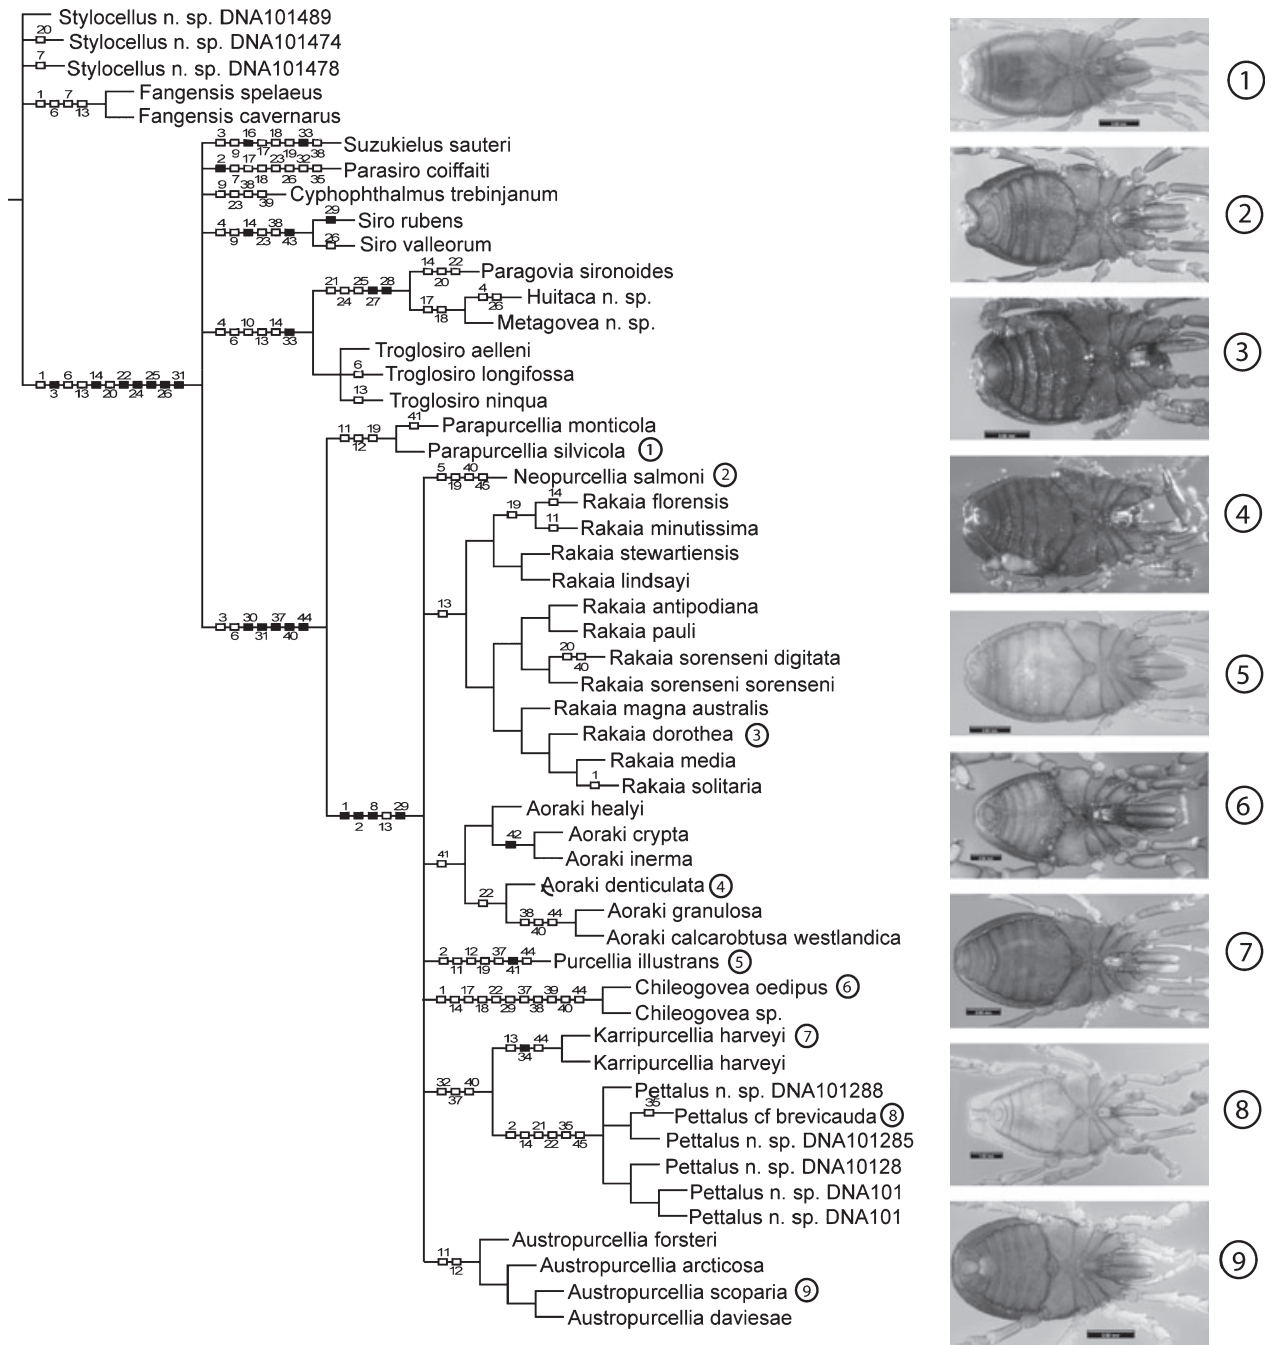 Stylocellus n. sp. DNA101489
20
Stylocellus n. sp. DNA101474
7
Stylocellus n. sp. DNA101478
1 7
6 13
Fangensis spelaeus
Fangensis cavernarus
3 16 18 33
9 17 19 38
Suzukielus sauteri
2 17 23 32
7 18 26 35
Parasiro coiffaiti
9 38
23 39
Cyphophthalmus trebinjanum
4 14 38
9 23 43
29
Siro rubens
26
Siro valleorum
14 22
20
Paragovia sironoides
21 25 28
24 27
4
26
Huitaca n. sp.
17
18
Metagovea n. sp.
4 10 14
6 13 33
Troglosiro aelleni
6
Troglosiro longifossa
13
Troglosiro ninqua
1 6 14 22 25 31
3 13 20 24 26
41
Parapurcellia monticola
11 19
12
Parapurcellia silvicola 1
5 40
19 45
Neopurcellia salmoni 2
14
Rakaia florensis
19
11
Rakaia minutissima
Rakaia stewartiensis
Rakaia lindsayi
13
Rakaia antipodiana
3 30 37 44
6 31 40
Rakaia pauli
20
40
Rakaia sorenseni digitata
Rakaia sorenseni sorenseni
Rakaia magna australis
Rakaia dorothea 3
Rakaia media
1
Rakaia solitaria
1 8 29
2 13
Aoraki healyi
42
Aoraki crypta
Aoraki inerma
41
Aoraki denticulata 4
22
38 44
40
Aoraki granulosa
Aoraki calcarobtusa westlandica
2 12 37 44
11 19 41
Purcellia illustrans 5
1 17 22 37 39 44
14 18 29 38 40
Chileogovea oedipus 6
Chileogovea sp.
13 44
34
Karripurcellia harveyi 7
Karripurcellia harveyi
32 40
37
Pettalus n. sp. DNA101288
35
Pettalus cf brevicauda 8
2 21 35
14 22 45
Pettalus n. sp. DNA101285
Pettalus n. sp. DNA10128
Pettalus n. sp. DNA101
Pettalus n. sp. DNA101
Austropurcellia forsteri
11
12
Austropurcellia arcticosa
Austropurcellia scoparia 9
Austropurcellia daviesae
1
2
3
4
5
6
7
8
9